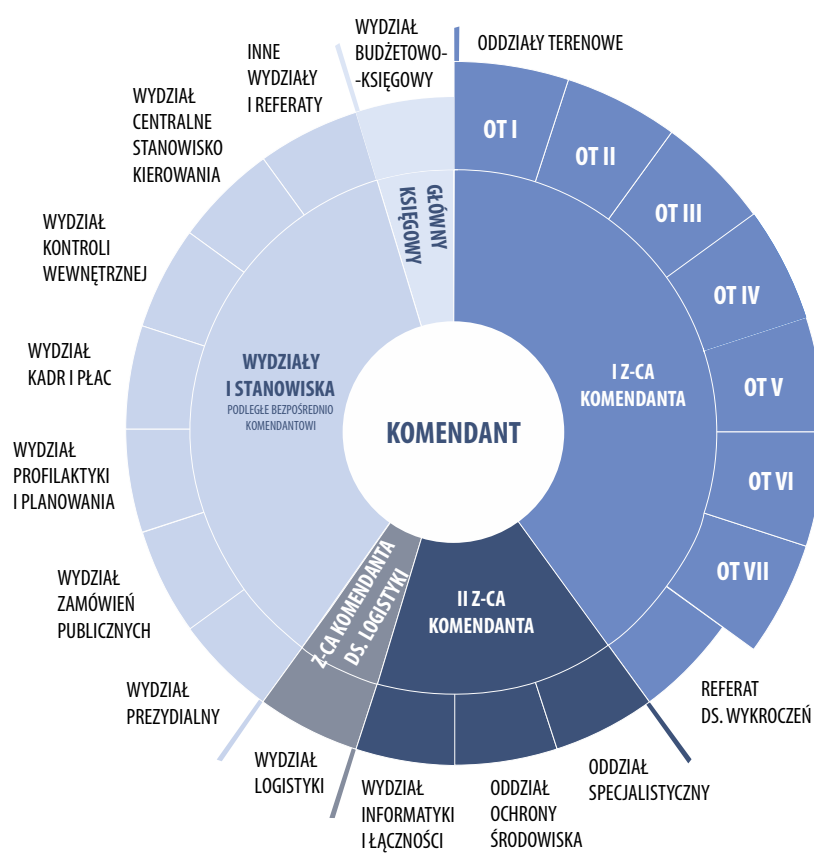 WYDZIAŁ
BUDŻETOWO-
-KSIĘGOWY
ODDZIAŁY TERENOWE
INNE
WYDZIAŁY
I REFERATY
WYDZIAŁ
CENTRALNE
STANOWISKO
KIEROWANIA
WYDZIAŁ
KONTROLI
WEWNĘTRZNEJ
WYDZIAŁ
KADR I PŁAC
WYDZIAŁ
PROFILAKTYKI
I PLANOWANIA
WYDZIAŁ
ZAMÓWIEŃ
PUBLICZNYCH
WYDZIAŁ
PREZYDIALNY
WYDZIAŁ
LOGISTYKI
WYDZIAŁ
INFORMATYKI
I ŁĄCZNOŚCI
ODDZIAŁ
OCHRONY
ŚRODOWISKA
ODDZIAŁ
SPECJALISTYCZNY
REFERAT
DS. WYKROCZEŃ
OT I
OT II
OT III
OT IV
OT V
OT VI
OT VII
GŁÓWNY
KSIĘGOWY
I Z-CA
KOMENDANTA
WYDZIAŁY
I STANOWISKA
PODLEGŁE BEZPOŚREDNIO
KOMENDANTOWI
KOMENDANT
Z-CA KOMENDANTA
DS. LOGISTYKI
II Z-CA
KOMENDANTA